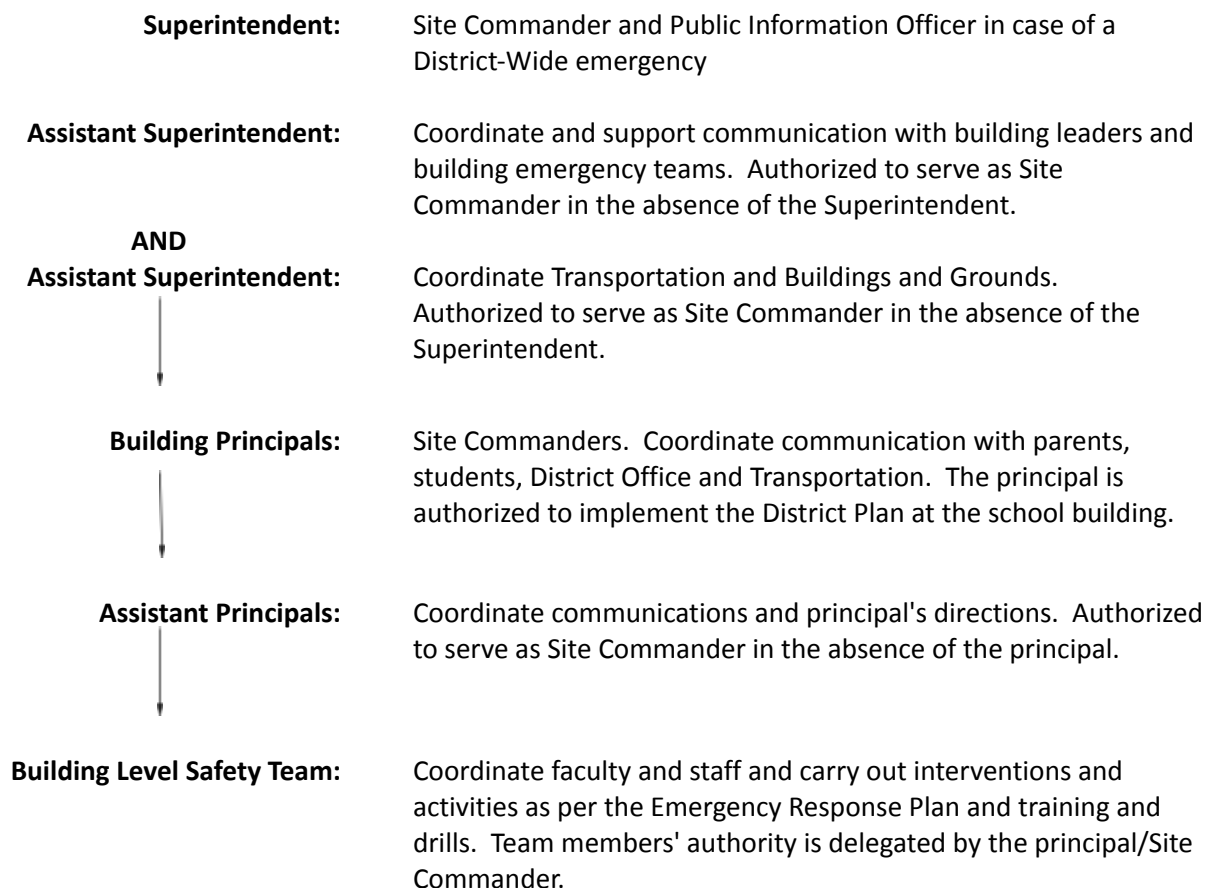 Superintendent: Site Commander and Public Information Officer in case of a
District-Wide emergency
Assistant Superintendent: Coordinate and support communication with building leaders and
building emergency teams.  Authorized to serve as Site
Commander in the absence of the Superintendent.
AND
Assistant Superintendent: Coordinate Transportation and Buildings and Grounds.
Authorized to serve as Site Commander in the absence of the
Superintendent.
Building Principals: Site Commanders.  Coordinate communication with parents,
students, District Office and Transportation.  The principal is
authorized to implement the District Plan at the school building.
Assistant Principals: Coordinate communications and principal's directions.  Authorized
to serve as Site Commander in the absence of the principal.
Building Level Safety Team: Coordinate faculty and staff and carry out interventions and
activities as per the Emergency Response Plan and training and
drills.  Team members' authority is delegated by the principal/Site
Commander.